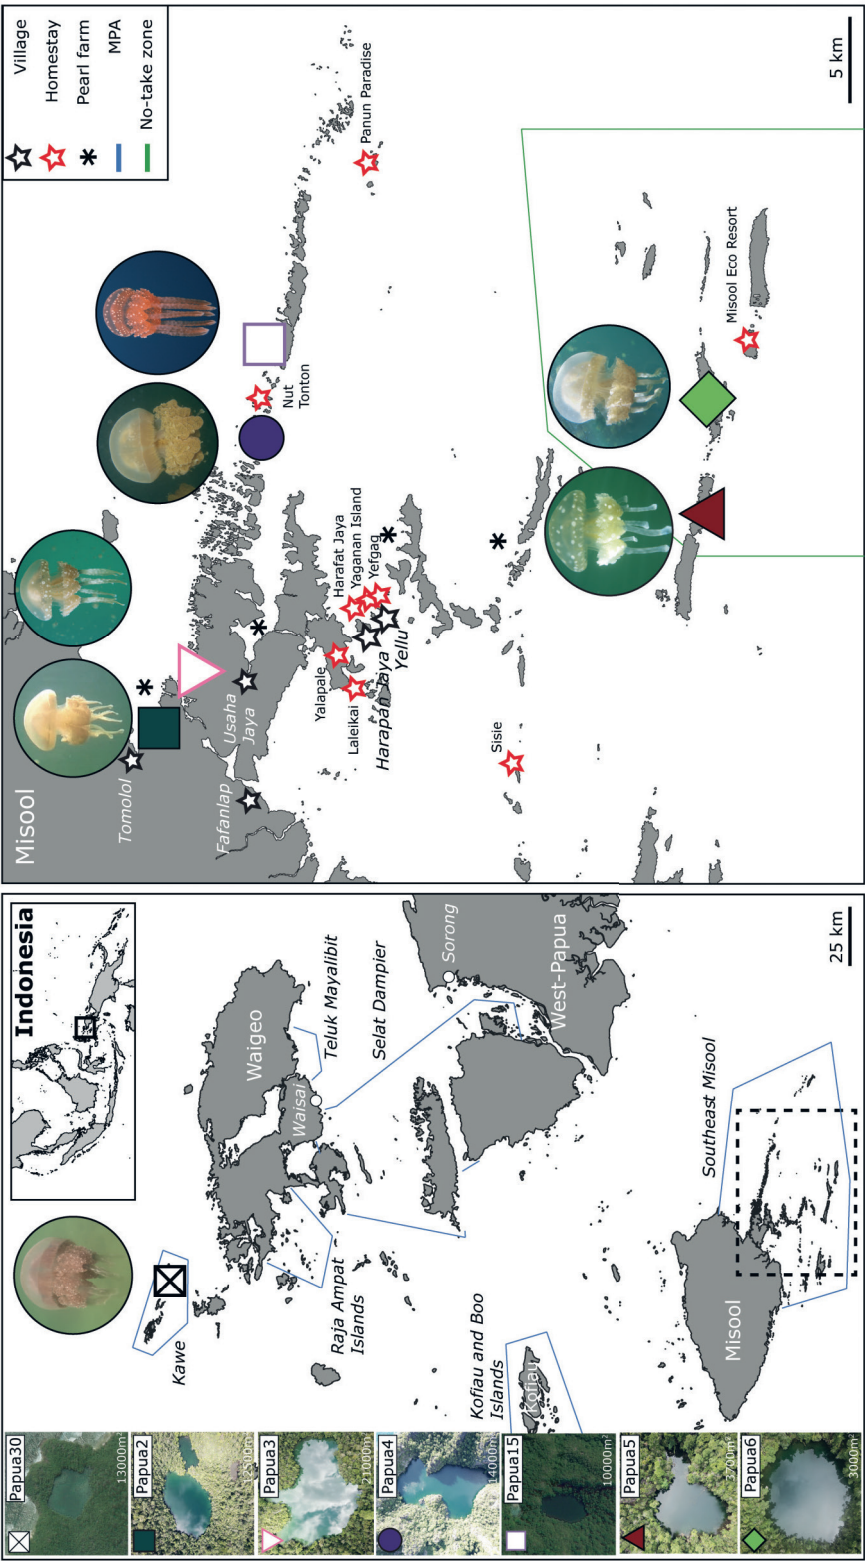 Papua30
13000m²
Papua2
12500m²
Papua3
21000m²
Papua4
14000m²
Papua15
10000m²
Papua5
3700m²
Papua6
3000m²
Indonesia
Kawe
Waigeo
Waisai
Teluk Mayalibit
Raja Ampat
Islands
Selat Dampier
Sorong
West-Papua
Kofiau and Boo
Islands
Kofiau
Southeast Misool
Misool
25 km
Misool
Tomolol
Fafanlap
Usaha
Jaya
Nut
Tonton
Yalapale
Laleikai
Harapan Jaya
Yellu
Harafat Jaya
Yaganan Island
Yefgag
Panun Paradise
Sisie
Misool Eco Resort
Village
Homestay
Pearl farm
MPA
No-take zone
5 km